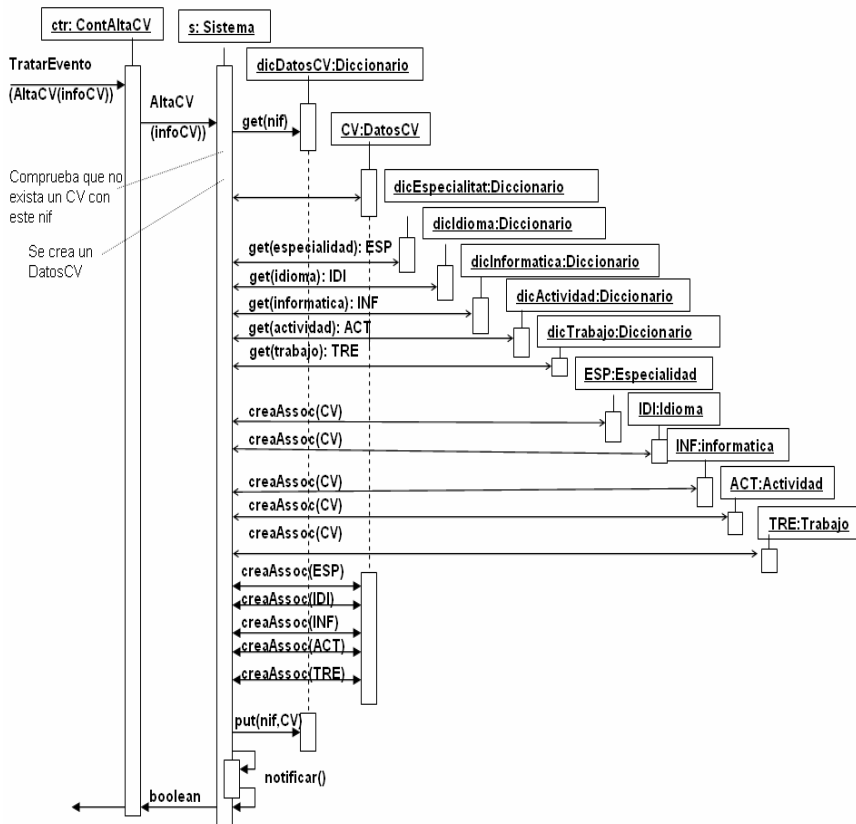 ctr: ContAltaCV
s: Sistema
dicDatosCV:Diccionario
TratarEvento
(AltaCV(infoCV))
AltaCV
(infoCV))
get(nif)
CV:DatosCV
Comprueba que no
exista un CV con
este nif
dicEspecialitat:Diccionario
dicIdioma:Diccionario
Se crea un
DatosCV
get(especialidad): ESP
dicInformatica:Diccionario
get(idioma): IDI
dicActividad:Diccionario
get(informatica): INF
dicTrabajo:Diccionario
get(actividad): ACT
get(trabajo): TRE
ESP:Especialidad
IDI:Idioma
creaAssoc(CV)
creaAssoc(CV)
INF:informatica
creaAssoc(CV)
ACT:Actividad
creaAssoc(CV)
TRE:Trabajo
creaAssoc(CV)
creaAssoc(ESP)
creaAssoc(IDI)
creaAssoc(INF)
creaAssoc(ACT)
creaAssoc(TRE)
put(nif,CV)
notificar()
boolean